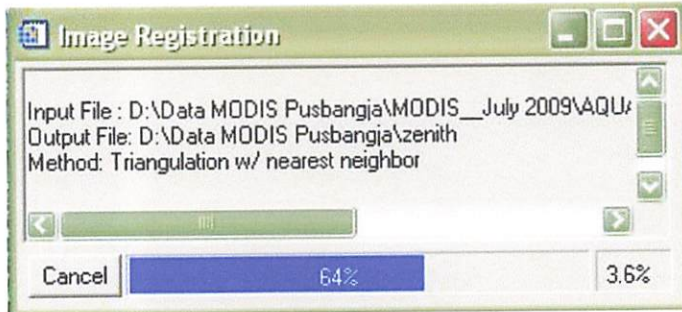 Image Registration
Input File : D:\Data MODIS Pusbangja\MODIS__July 2009\AQUA
Output File: D:\Data MODIS Pusbangja\zenith
Method: Triangulation w/ nearest neighbor
Cancel 64% 3.6%